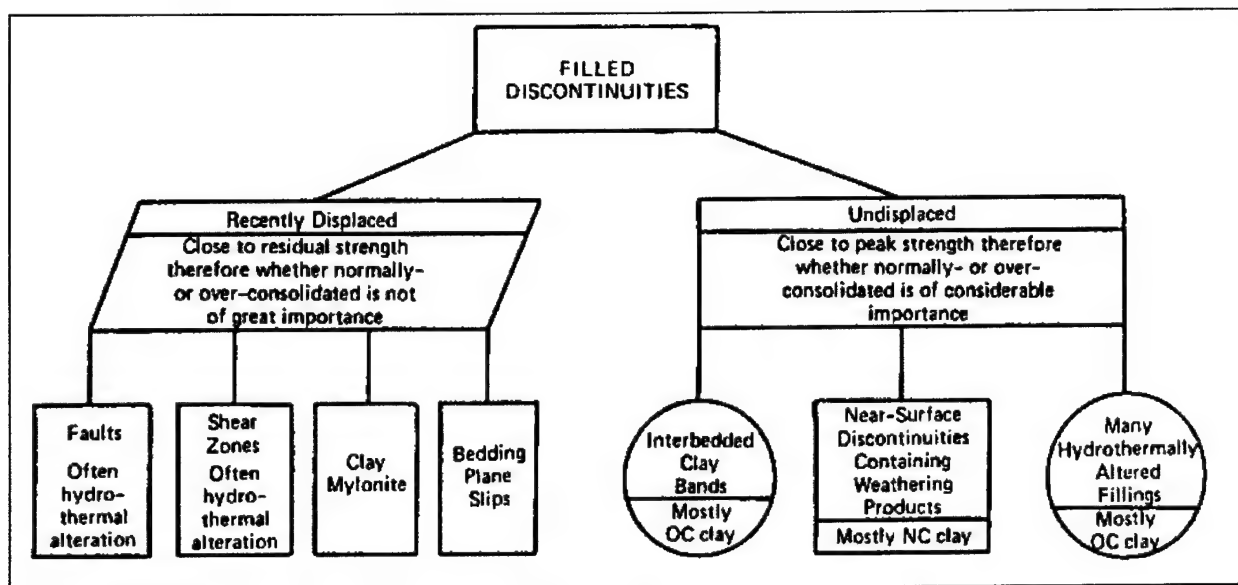 FILLED
DISCONTINUITIES
Recently Displaced
Close to residual strength
therefore whether normally-
or over-consolidated is not
of great importance
Undisplaced
Close to peak strength therefore
whether normally- or over-
consolidated is of considerable
importance
Faults
Often
hydro-
thermal
alteration
Shear
Zones
Often
hydro-
thermal
alteration
Clay
Mylonite
Bedding
Plane
Slips
Interbedded
Clay
Bands
Mostly
OC clay
Near-Surface
Discontinuities
Containing
Weathering
Products
Mostly NC clay
Many
Hydrothermally
Altered
Fillings
Mostly
OC clay